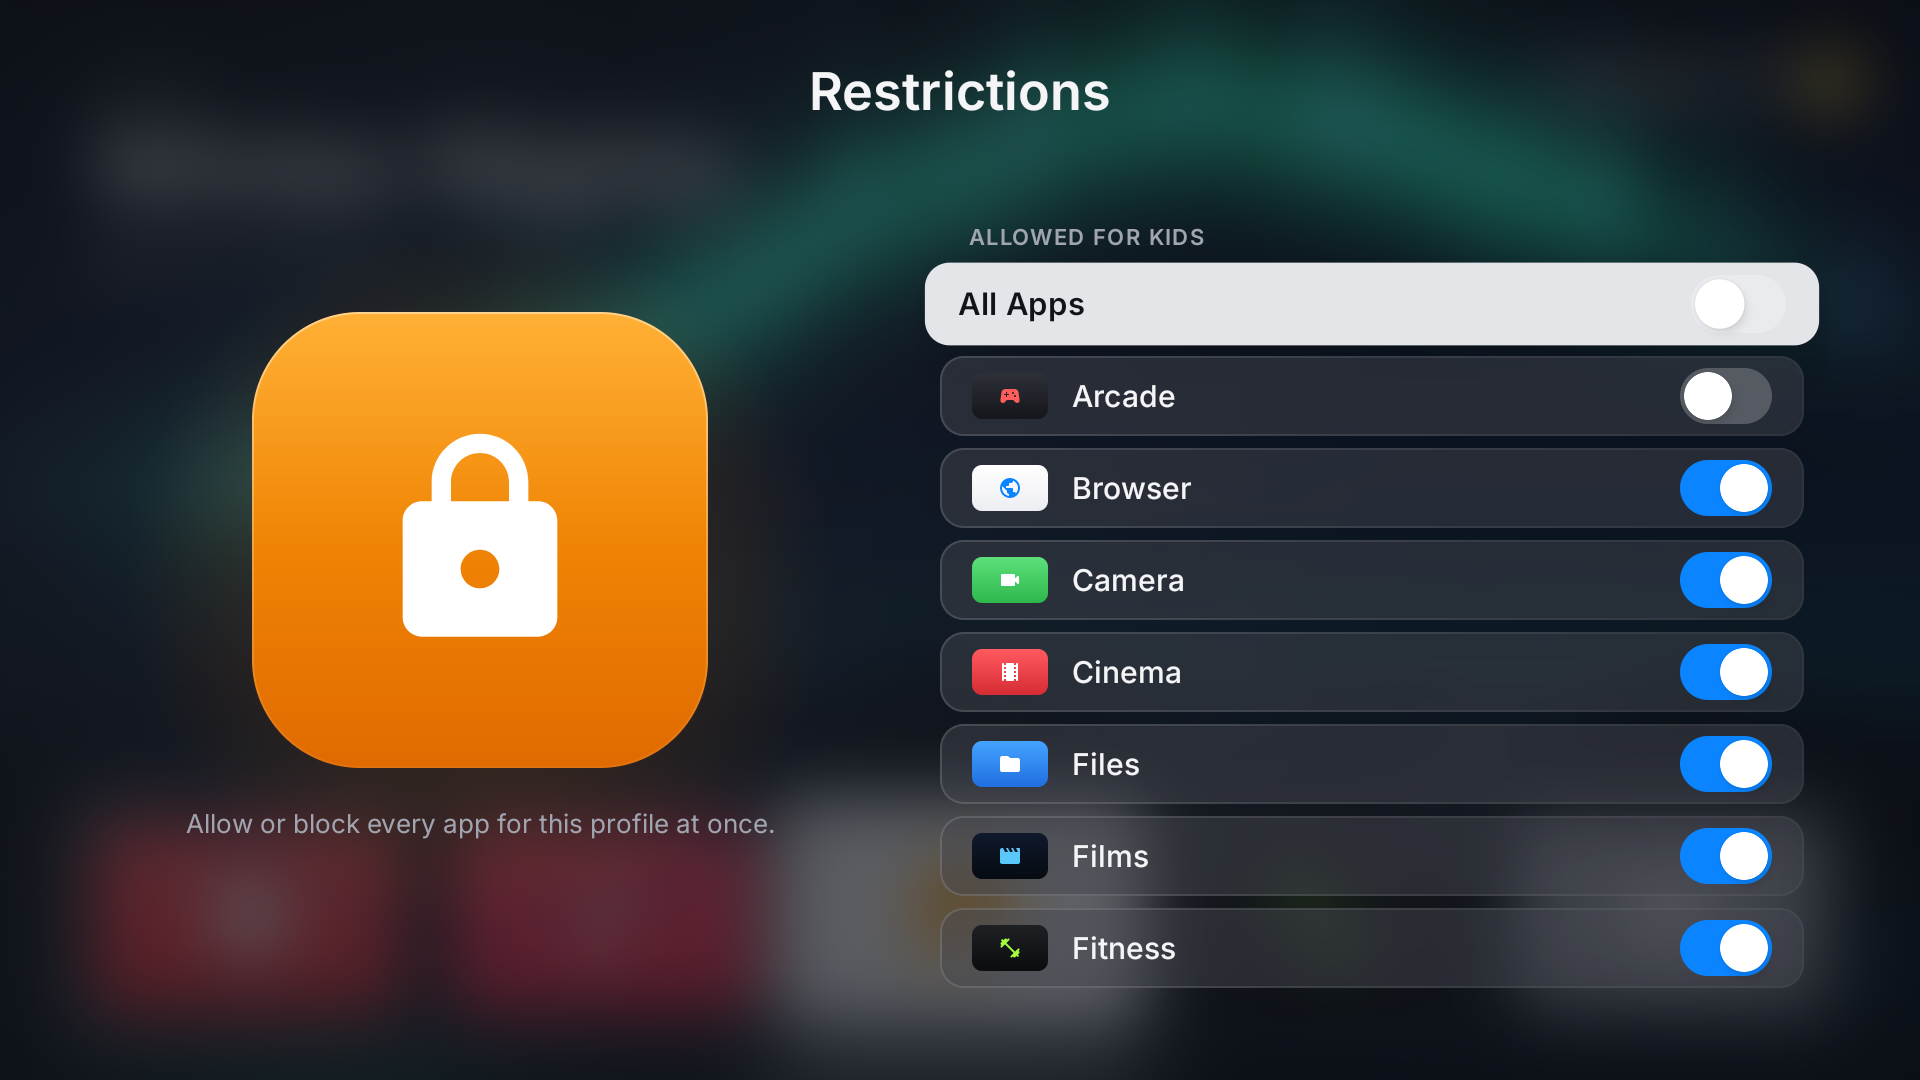 Restrictions
ALLOWED FOR KIDS
All Apps
Arcade
Browser
Camera
Cinema
Files
Films
Fitness
Allow or block every app for this profile at once.